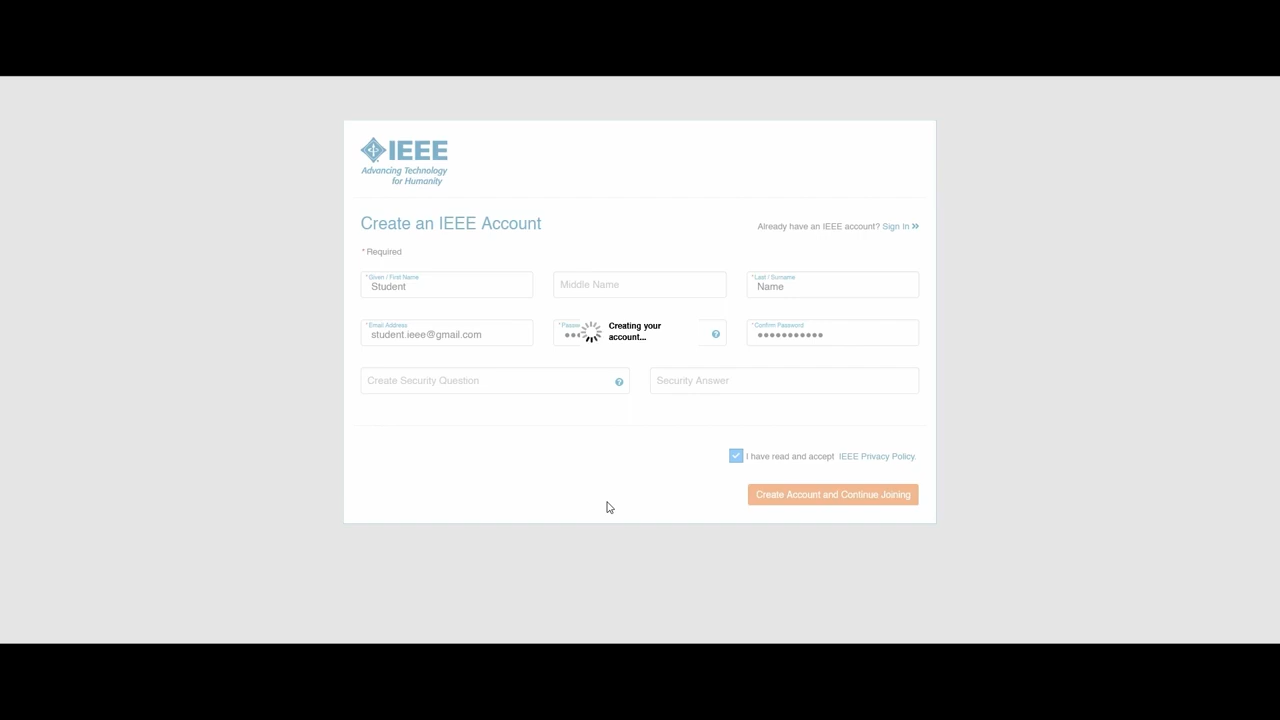 IEEE
Advancing Technology
for Humanity
Create an IEEE Account
Already have an IEEE account? Sign In »
* Required
* Given / First Name
Student
Middle Name
* Last / Surname
Name
* Email Address
student.ieee@gmail.com
●●●
Creating your
account...
* Confirm Password
●●●●●●●●●●●
Create Security Question
Security Answer
I have read and accept IEEE Privacy Policy.
Create Account and Continue Joining